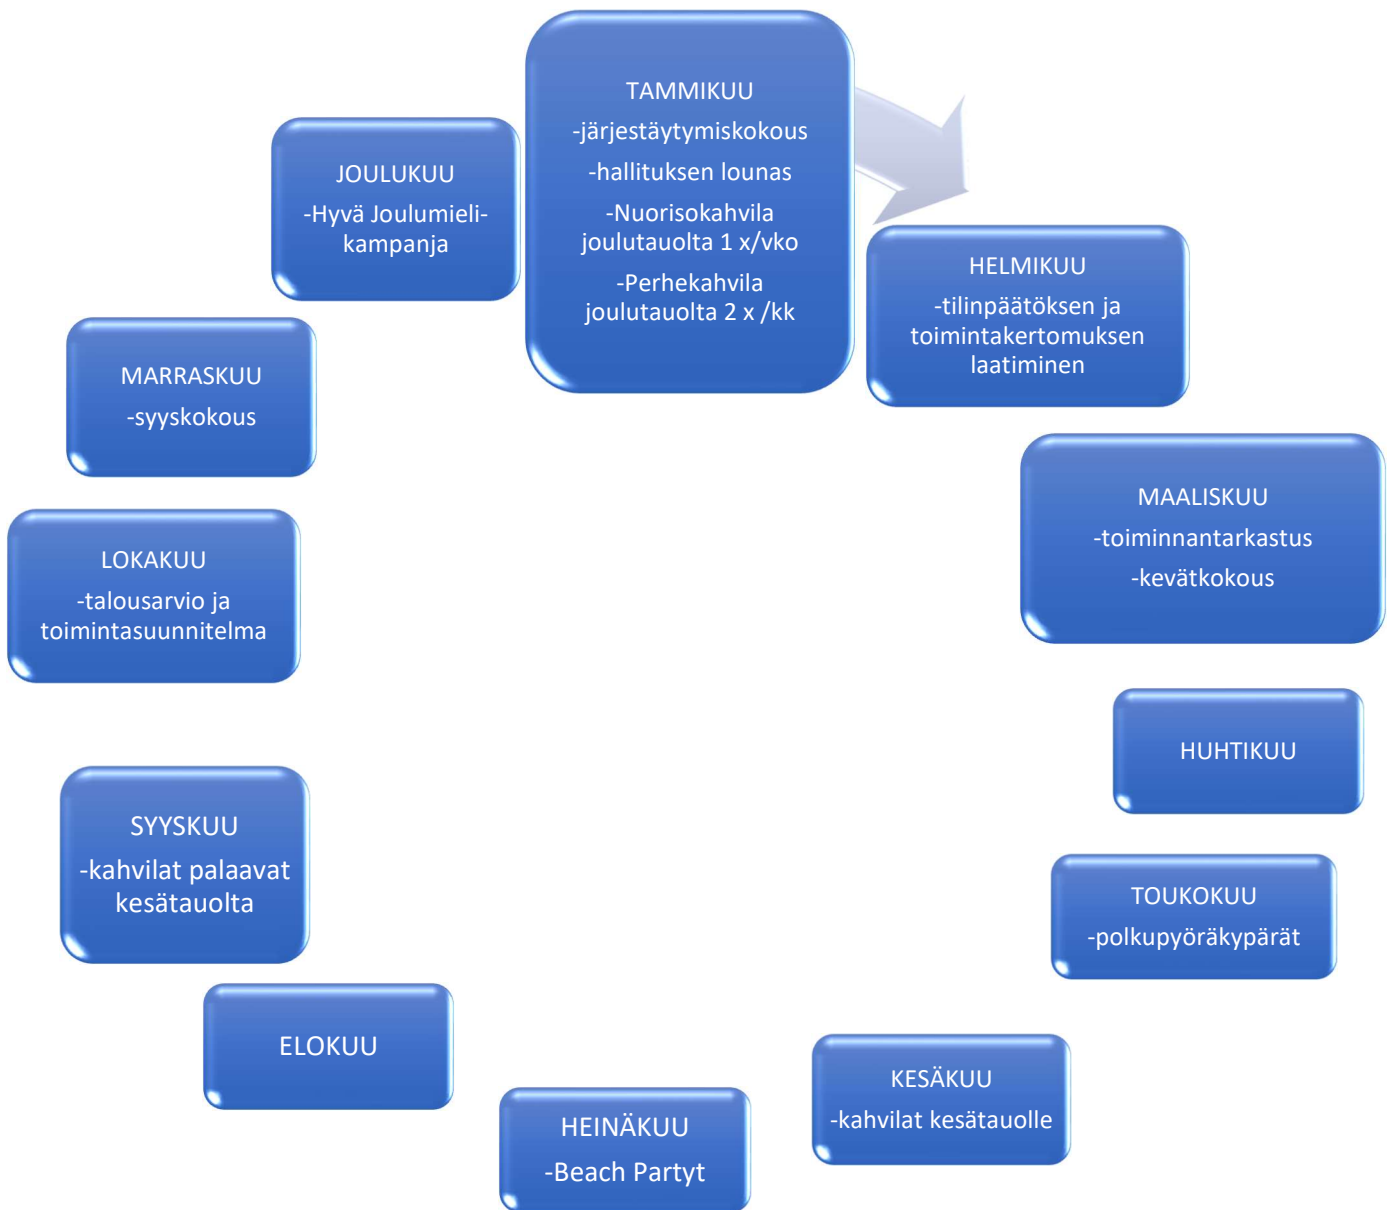 TAMMIKUU
-järjestäytymiskokous
-hallituksen lounas
-Nuorisokahvila
joulutauolta 1 x/vko
-Perhekahvila
joulutauolta 2 x /kk
HELMIKUU
-tilinpäätöksen ja
toimintakertomuksen
laatiminen
MAALISKUU
-toiminnantarkastus
-kevätkokous
HUHTIKUU
TOUKOKUU
-polkupyöräkypärät
KESÄKUU
-kahvilat kesätauolle
HEINÄKUU
-Beach Partyt
ELOKUU
SYYSKUU
-kahvilat palaavat
kesätauolta
LOKAKUU
-talousarvio ja
toimintasuunnitelma
MARRASKUU
-syyskokous
JOULUKUU
-Hyvä Joulumieli-
kampanja